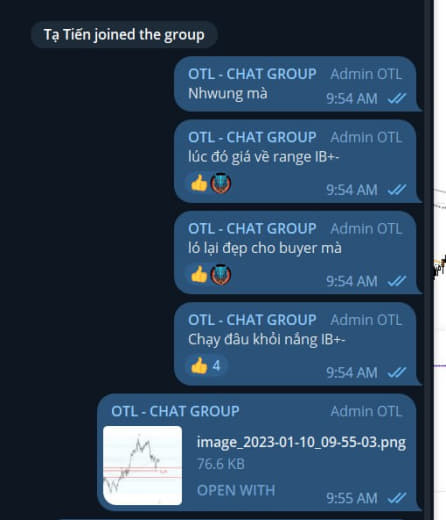 Tạ Tiến joined the group
OTL - CHAT GROUP Admin OTL
Nhwung mà
9:54 AM
OTL - CHAT GROUP Admin OTL
lúc đó giá về range IB+-
9:54 AM
OTL - CHAT GROUP Admin OTL
ló lại đẹp cho buyer mà
9:54 AM
OTL - CHAT GROUP Admin OTL
Chạy đâu khỏi nắng IB+-
4
9:54 AM
OTL - CHAT GROUP Admin OTL
image_2023-01-10_09-55-03.png
76.6 KB
OPEN WITH
9:55 AM